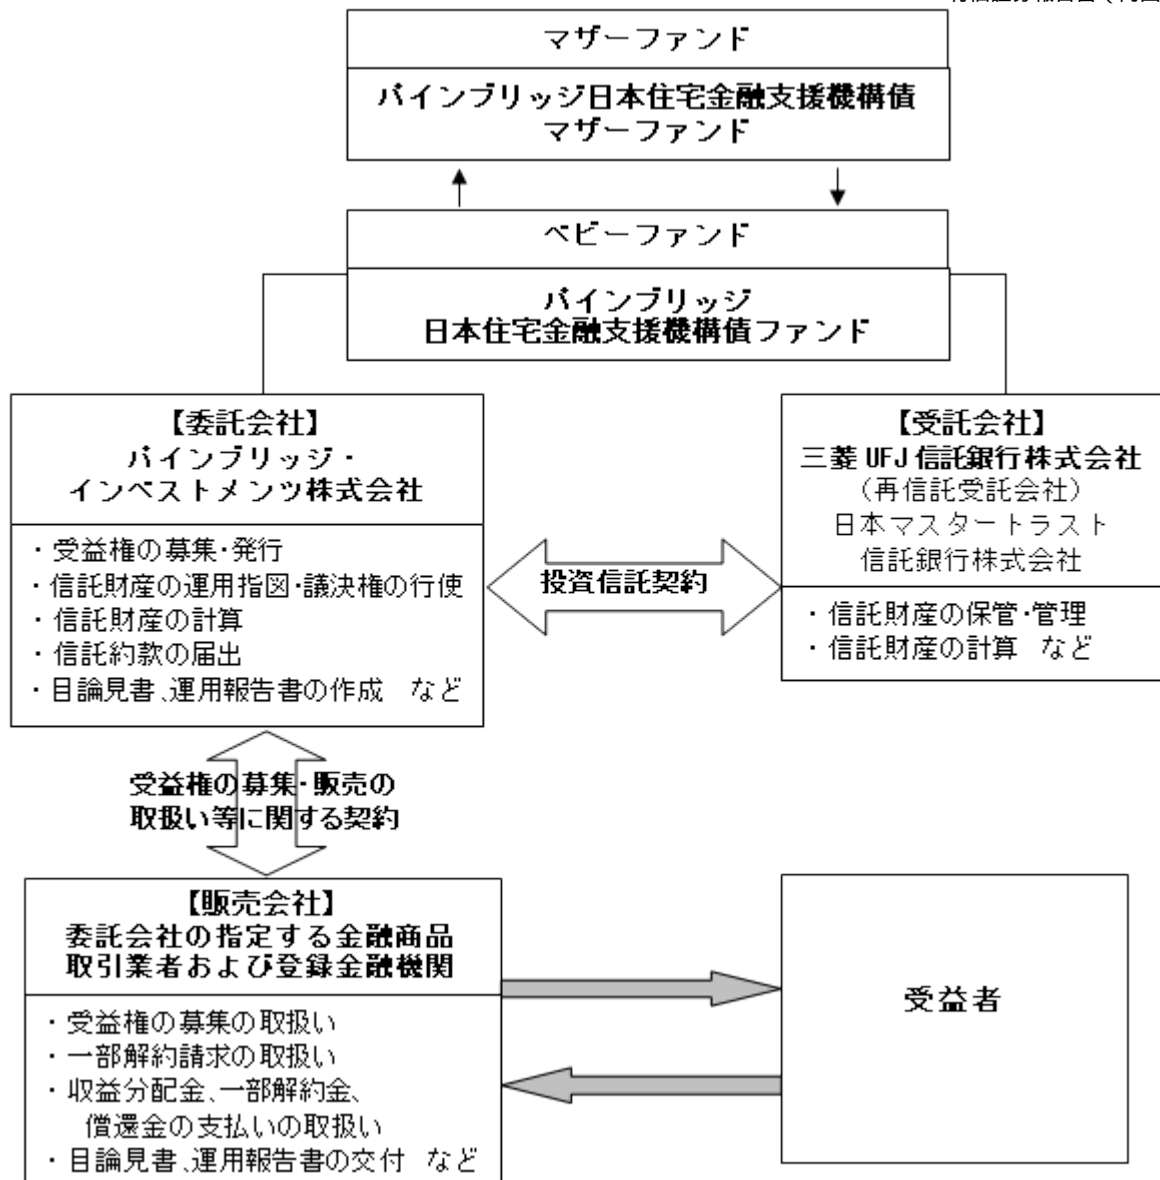 マザーファンド
パインブリッジ日本住宅金融支援機構債
マザーファンド
ベビーファンド
パインブリッジ
日本住宅金融支援機構債ファンド
【委託会社】
パインブリッジ・
インベストメンツ株式会社
・受益権の募集・発行
・信託財産の運用指図・議決権の行使
・信託財産の計算
・信託約款の届出
・目論見書、運用報告書の作成　など
投資信託契約
【受託会社】
三菱 UFJ 信託銀行株式会社
（再信託受託会社）
日本マスタートラスト
信託銀行株式会社
・信託財産の保管・管理
・信託財産の計算　など
受益権の募集・販売の
取扱い等に関する契約
【販売会社】
委託会社の指定する金融商品
取引業者および登録金融機関
・受益権の募集の取扱い
・一部解約請求の取扱い
・収益分配金、一部解約金、
償還金の支払いの取扱い
・目論見書、運用報告書の交付　など
受益者